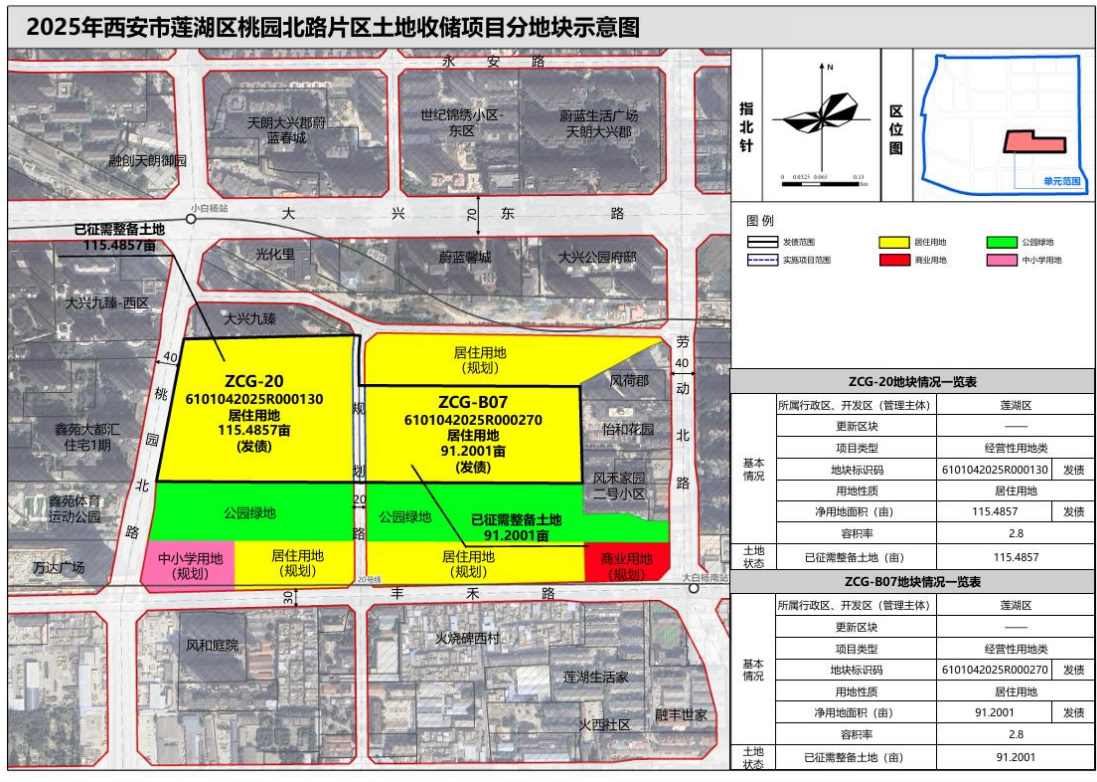 2025年西安市莲湖区桃园北路片区土地收储项目分地块示意图
永安路
天朗大兴郡蔚
蓝春城
世纪锦绣小区-
东区
蔚蓝生活广场
天朗大兴郡
融创天朗御园
小白杨站
大兴东路
70
已征需整备土地
115.4857亩
光化里
蔚蓝馨城
大兴公园府邸
大兴九臻-西区
大兴九臻
40
桃园北路
居住用地
(规划)
劳动北路
40
风荷郡
ZCG-20
6101042025R000130
居住用地
115.4857亩
(发债)
规划路
20
ZCG-B07
6101042025R000270
居住用地
91.2001亩
(发债)
怡和花园
鑫苑大都汇
住宅1期
风禾家园
二号小区
鑫苑体育
运动公园
公园绿地
公园绿地
已征需整备土地
91.2001亩
万达广场
中小学用地
(规划)
居住用地
(规划)
居住用地
(规划)
商业用地
(规划)
20号线
大白杨南站
30
丰禾路
风和庭院
火烧碑西村
莲湖生活家
火西社区
融丰世家
指北针
N
0 0.0325 0.065 0.13
km
区位图
单元范围
图例
发债范围
居住用地
公园绿地
实施项目范围
商业用地
中小学用地
ZCG-20地块情况一览表
基本情况
所属行政区、开发区（管理主体） 莲湖区
更新区块 ——
项目类型 经营性用地类
地块标识码 6101042025R000130 发债
用地性质 居住用地
净用地面积（亩） 115.4857 发债
容积率 2.8
土地状态
已征需整备土地（亩） 115.4857
ZCG-B07地块情况一览表
基本情况
所属行政区、开发区（管理主体） 莲湖区
更新区块 ——
项目类型 经营性用地类
地块标识码 6101042025R000270 发债
用地性质 居住用地
净用地面积（亩） 91.2001 发债
容积率 2.8
土地状态
已征需整备土地（亩） 91.2001